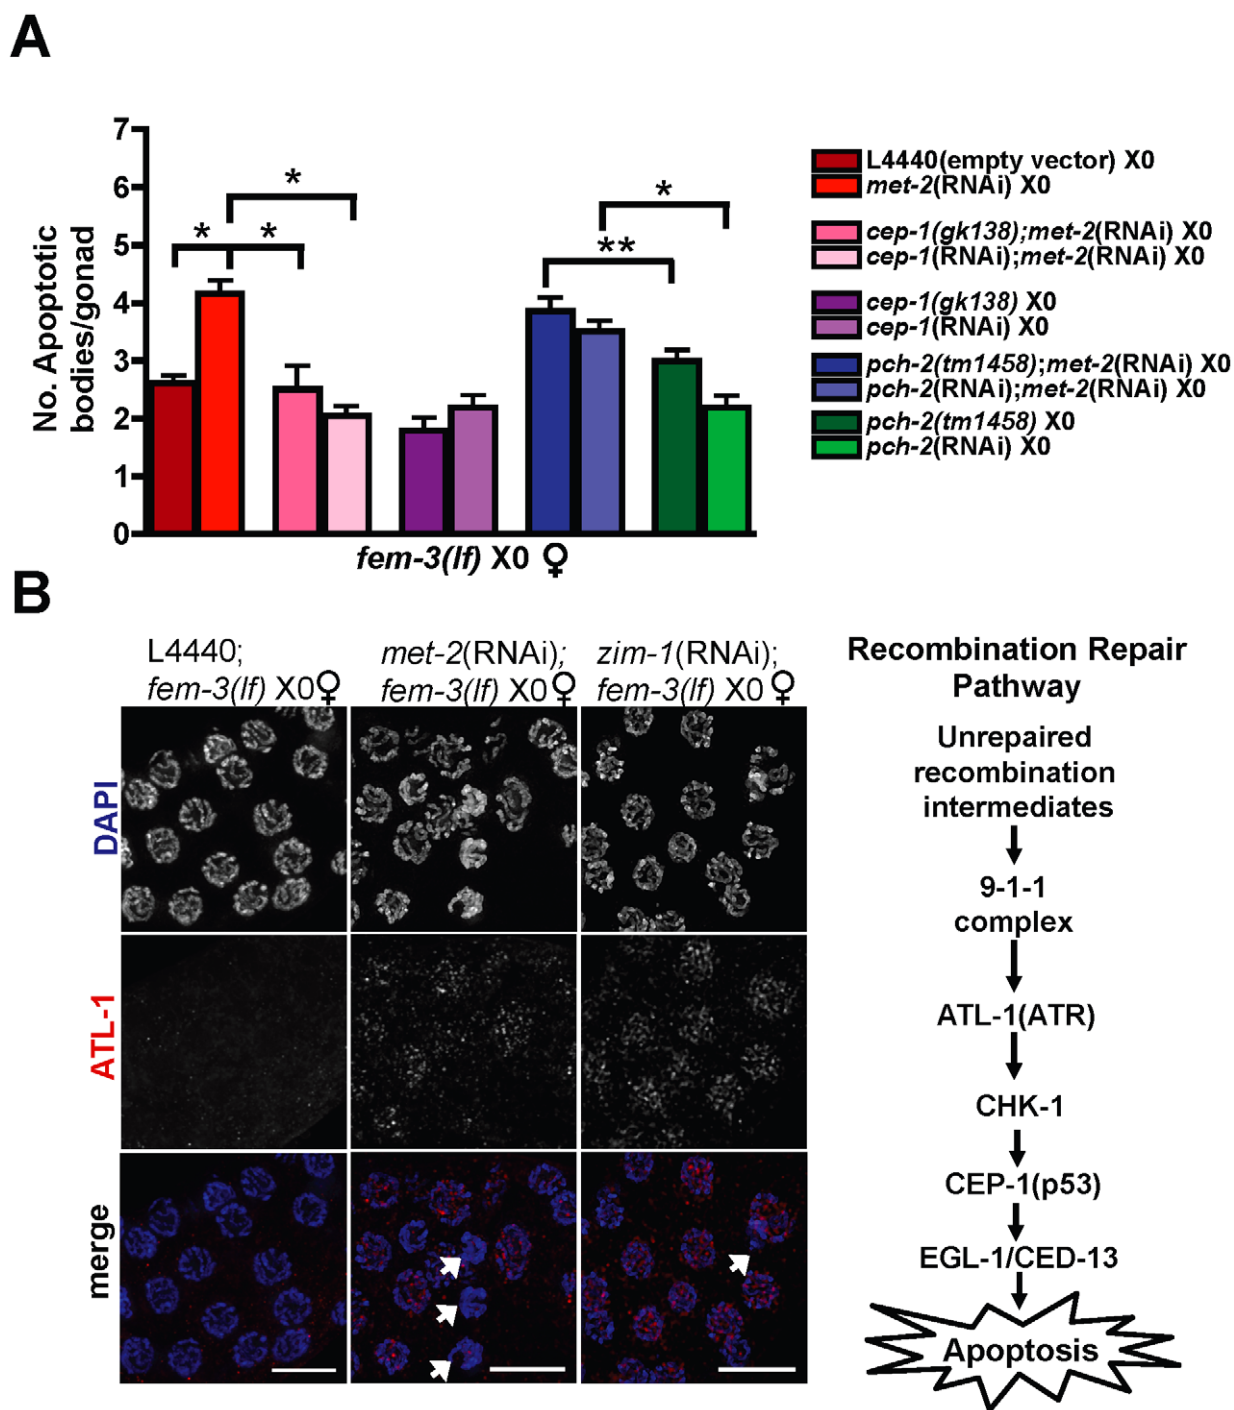 A
No. Apoptotic
bodies/gonad
7
6
5
4
3
2
1
0
*
*
*
**
*
fem-3(lf) X0 ♀
L4440(empty vector) X0
met-2(RNAi) X0
cep-1(gk138);met-2(RNAi) X0
cep-1(RNAi);met-2(RNAi) X0
cep-1(gk138) X0
cep-1(RNAi) X0
pch-2(tm1458);met-2(RNAi) X0
pch-2(RNAi);met-2(RNAi) X0
pch-2(tm1458) X0
pch-2(RNAi) X0
B
L4440;
fem-3(lf) X0♀
met-2(RNAi);
fem-3(lf) X0♀
zim-1(RNAi);
fem-3(lf) X0♀
DAPI
ATL-1
merge
Recombination Repair
Pathway
Unrepaired
recombination
intermediates
9-1-1
complex
ATL-1(ATR)
CHK-1
CEP-1(p53)
EGL-1/CED-13
Apoptosis